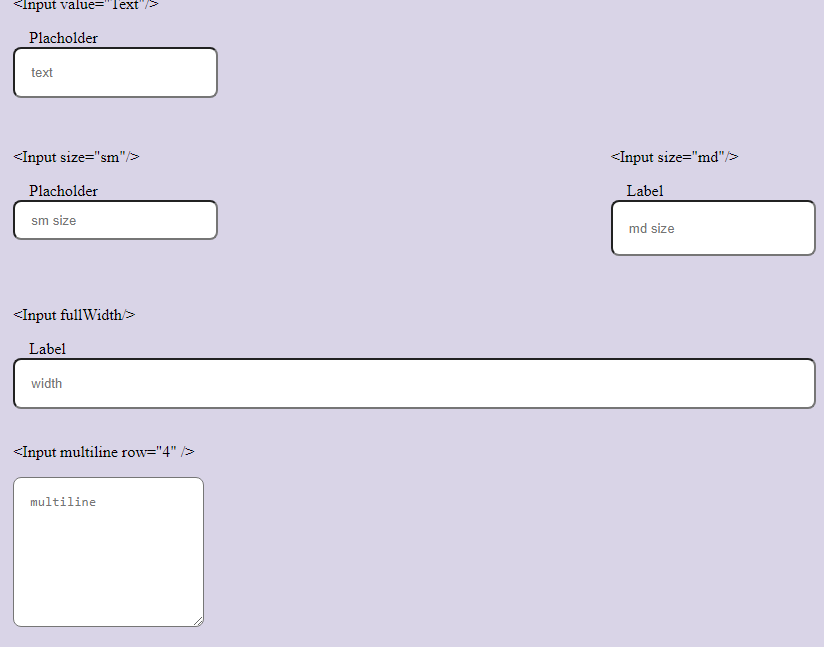 <Input value="Text"/>
Placholder
text
<Input size="sm"/>
<Input size="md"/>
Placholder
Label
sm size
md size
<Input fullWidth/>
Label
width
<Input multiline row="4" />
multiline